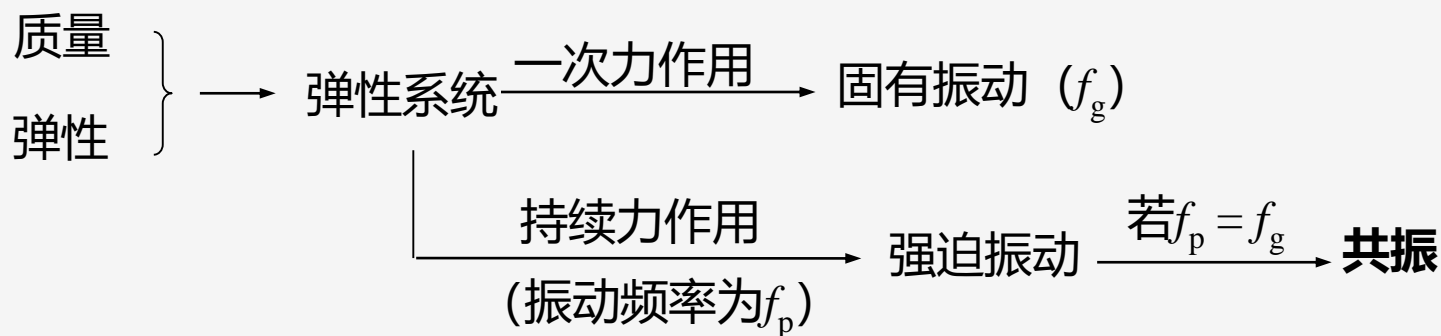 质量
弹性
弹性系统
一次力作用
固有振动（fg）
持续力作用
（振动频率为fp）
强迫振动
若fp = fg
共振